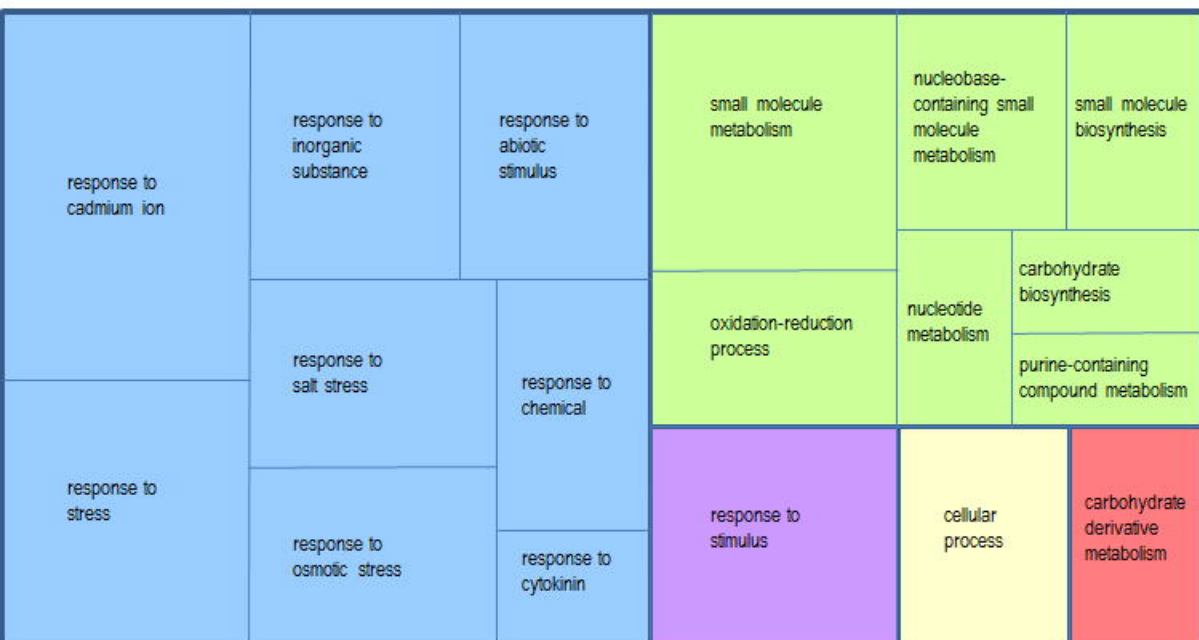 response to
cadmium ion
response to
stress
response to
inorganic
substance
response to
abiotic
stimulus
response to
salt stress
response to
osmotic stress
response to
chemical
response to
cytokinin
small molecule
metabolism
nucleobase-
containing small
molecule
metabolism
small molecule
biosynthesis
oxidation-reduction
process
nucleotide
metabolism
carbohydrate
biosynthesis
purine-containing
compound metabolism
response to
stimulus
cellular
process
carbohydrate
derivative
metabolism